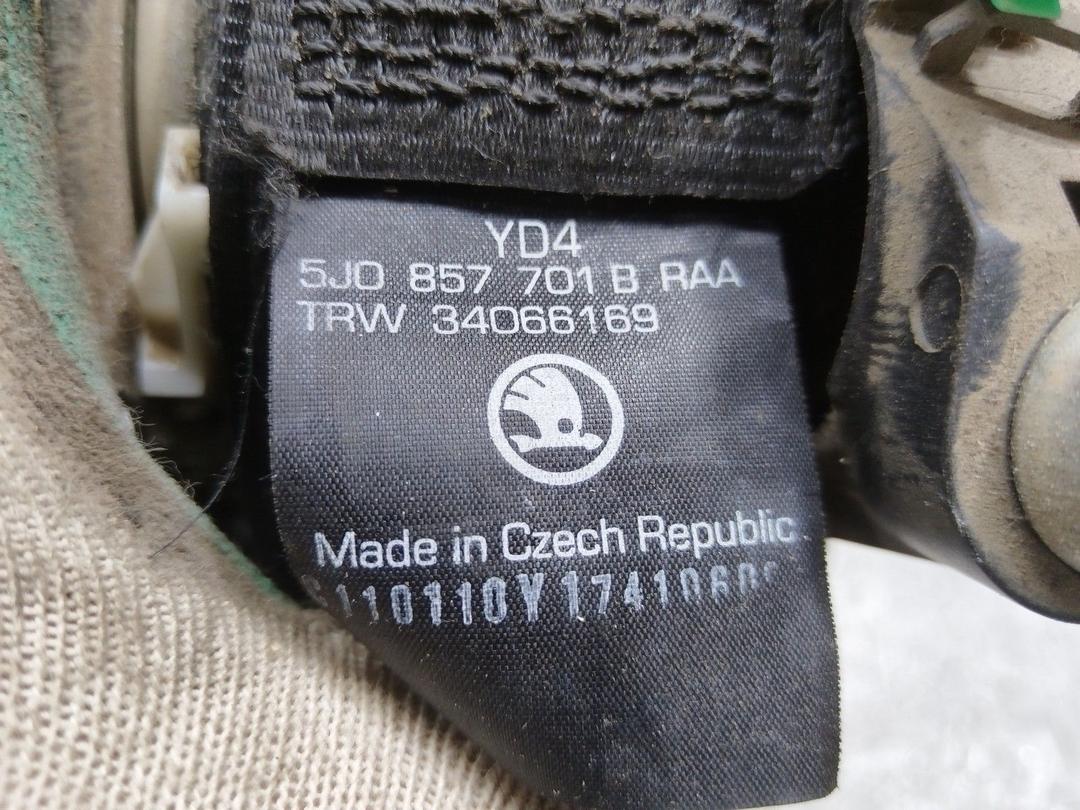 YD4
5J0 857 701 B RAA
TRW 34066169
Made in Czech Republic